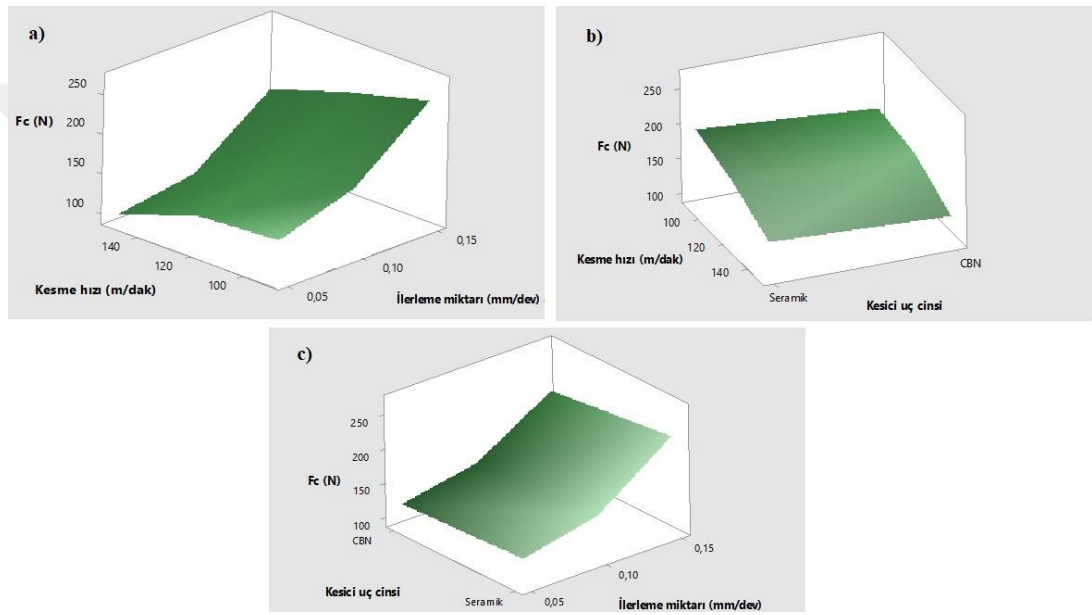 a)
250
Fc (N)
200
150
100
140
120
100
Kesme hızı (m/dak)
0,05
0,10
0,15
İlerleme miktarı (mm/dev)
b)
250
200
Fc (N)
150
100
100
120
140
Kesme hızı (m/dak)
Seramik
CBN
Kesici uç cinsi
c)
250
200
Fc (N)
150
100
CBN
Seramik
Kesici uç cinsi
0,05
0,10
0,15
İlerleme miktarı (mm/dev)